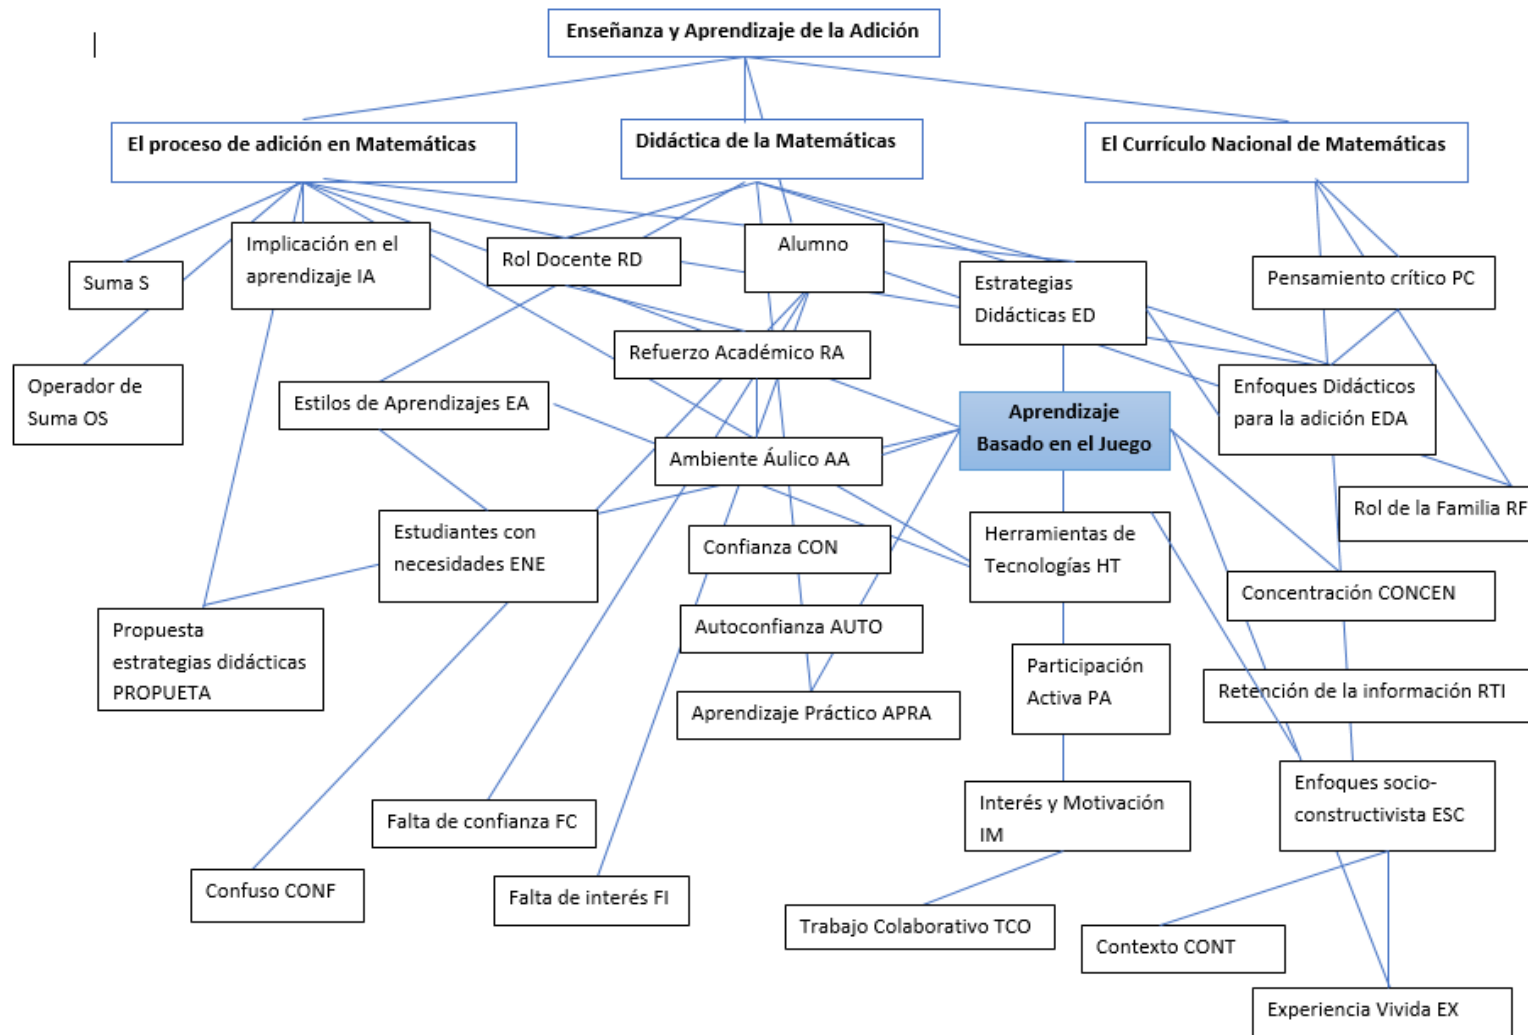 Enseñanza y Aprendizaje de la Adición
El proceso de adición en Matemáticas
Didáctica de la Matemáticas
El Currículo Nacional de Matemáticas
Implicación en el
aprendizaje IA
Rol Docente RD
Alumno
Suma S
Estrategias
Didácticas ED
Pensamiento crítico PC
Refuerzo Académico RA
Operador de
Suma OS
Estilos de Aprendizajes EA
Enfoques Didácticos
para la adición EDA
Aprendizaje
Basado en el Juego
Ambiente Áulico AA
Rol de la Familia RF
Estudiantes con
necesidades ENE
Confianza CON
Herramientas de
Tecnologías HT
Concentración CONCEN
Propuesta
estrategias didácticas
PROPUETA
Autoconfianza AUTO
Participación
Activa PA
Retención de la información RTI
Aprendizaje Práctico APRA
Enfoques socio-
constructivista ESC
Interés y Motivación
IM
Falta de confianza FC
Confuso CONF
Falta de interés FI
Trabajo Colaborativo TCO
Contexto CONT
Experiencia Vivida EX